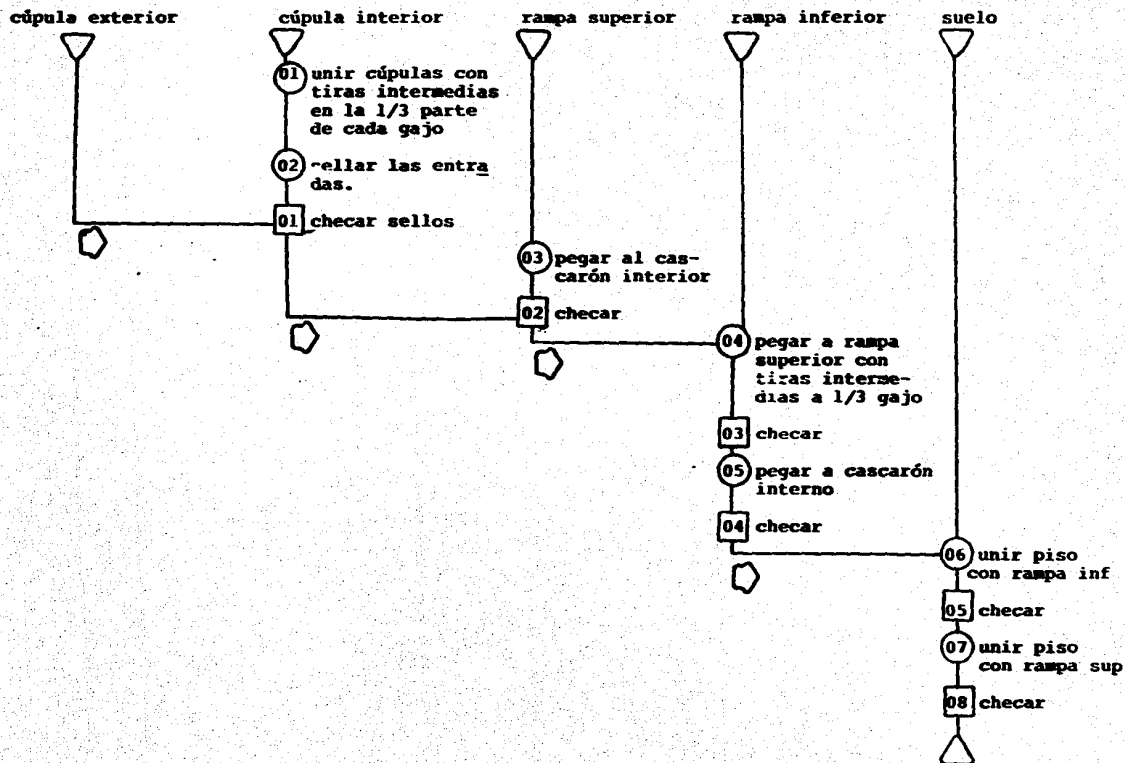 cúpula exterior
cúpula interior
rampa superior
rampa inferior
suelo
01 unir cúpulas con
tiras intermedias
en la 1/3 parte
de cada gajo
02 sellar las entra
das.
01 checar sellos
03 pegar al cas-
carón interior
02 checar
04 pegar a rampa
superior con
tiras interme-
dias a 1/3 gajo
03 checar
05 pegar a cascarón
interno
04 checar
06 unir piso
con rampa inf
05 checar
07 unir piso
con rampa sup
08 checar